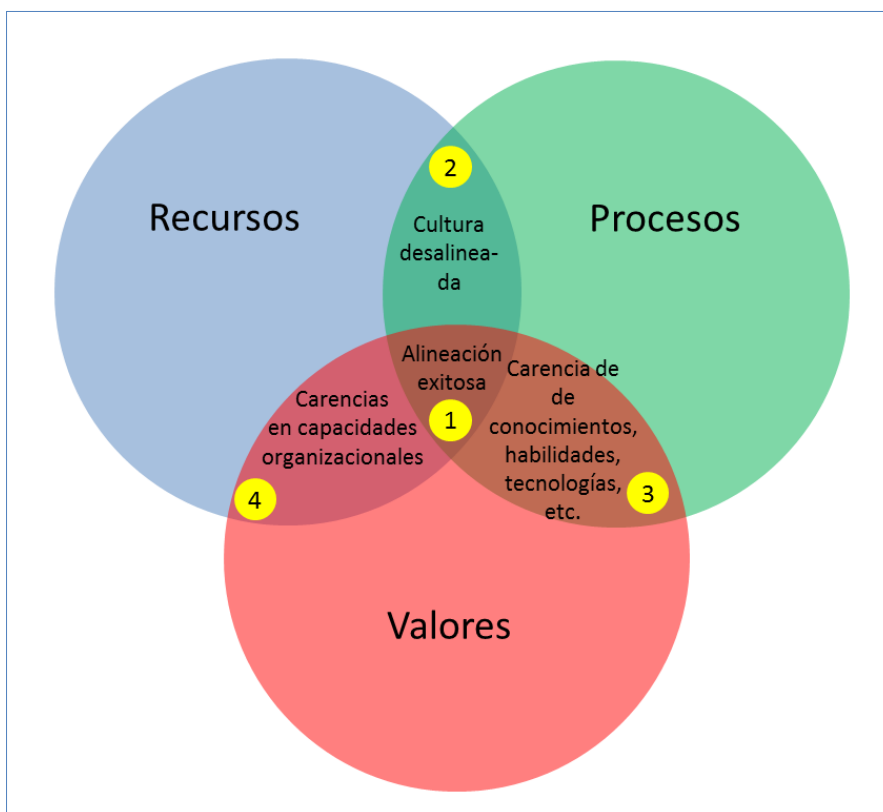 Recursos
Procesos
2
Cultura
desalinea-
da
Alineación
exitosa
1
Carencias
en capacidades
organizacionales
4
Carencia de
de
conocimientos,
habilidades,
tecnologías,
etc.
3
Valores